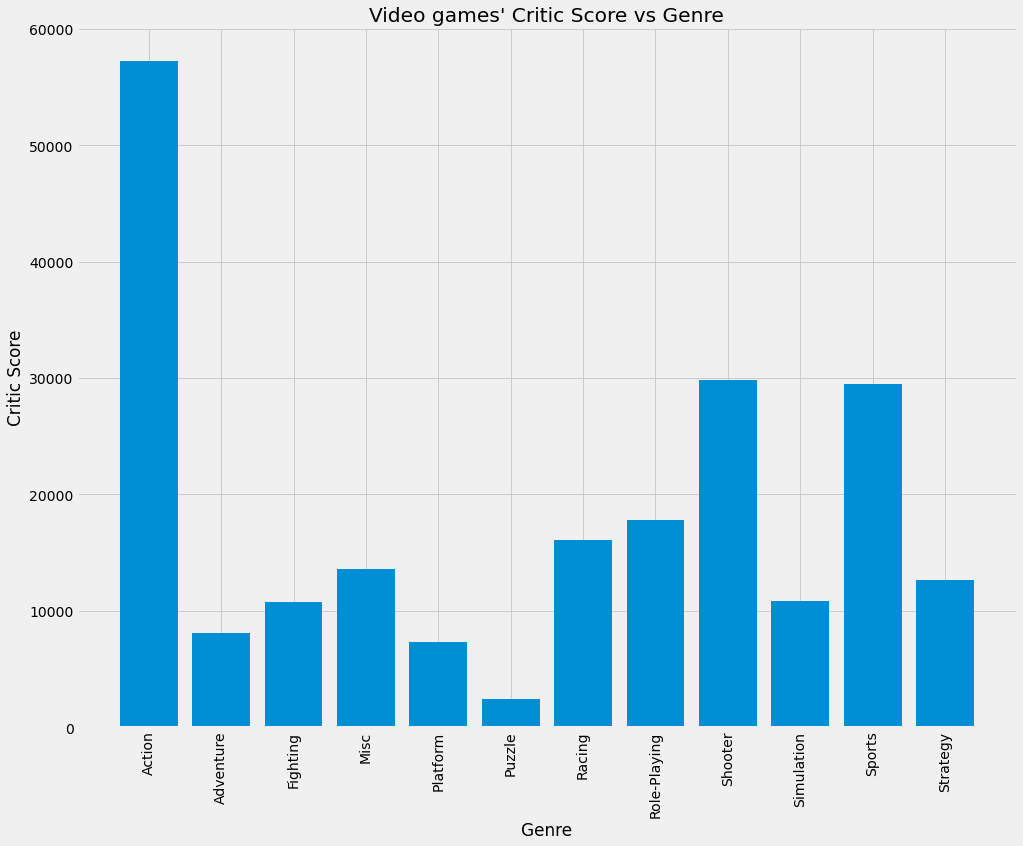 Video games' Critic Score vs Genre
60000
50000
40000
30000
20000
10000
0
Critic Score
Action
Adventure
Fighting
Misc
Platform
Puzzle
Racing
Role-Playing
Shooter
Simulation
Sports
Strategy
Genre